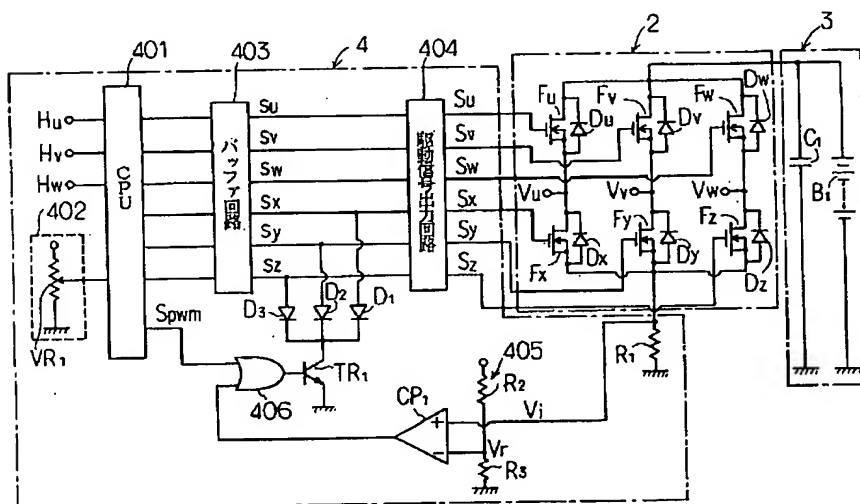 401
403
4
404
2
3
Hu
Hv
Hw
CPU
バッファ回路
駆動信号出力回路
Su
Sv
Sw
Sx
Sy
Sz
Su
Sv
Sw
Sx
Sy
Sz
Fu
Du
Fv
Dv
Fw
Dw
Vu
Vv
Vw
Fx
Dx
Fy
Dy
Fz
Dz
C1
B1
402
VR1
Spwm
D3
D2
D1
TR1
406
CP1
+
−
405
R2
Vi
Vr
R3
R1